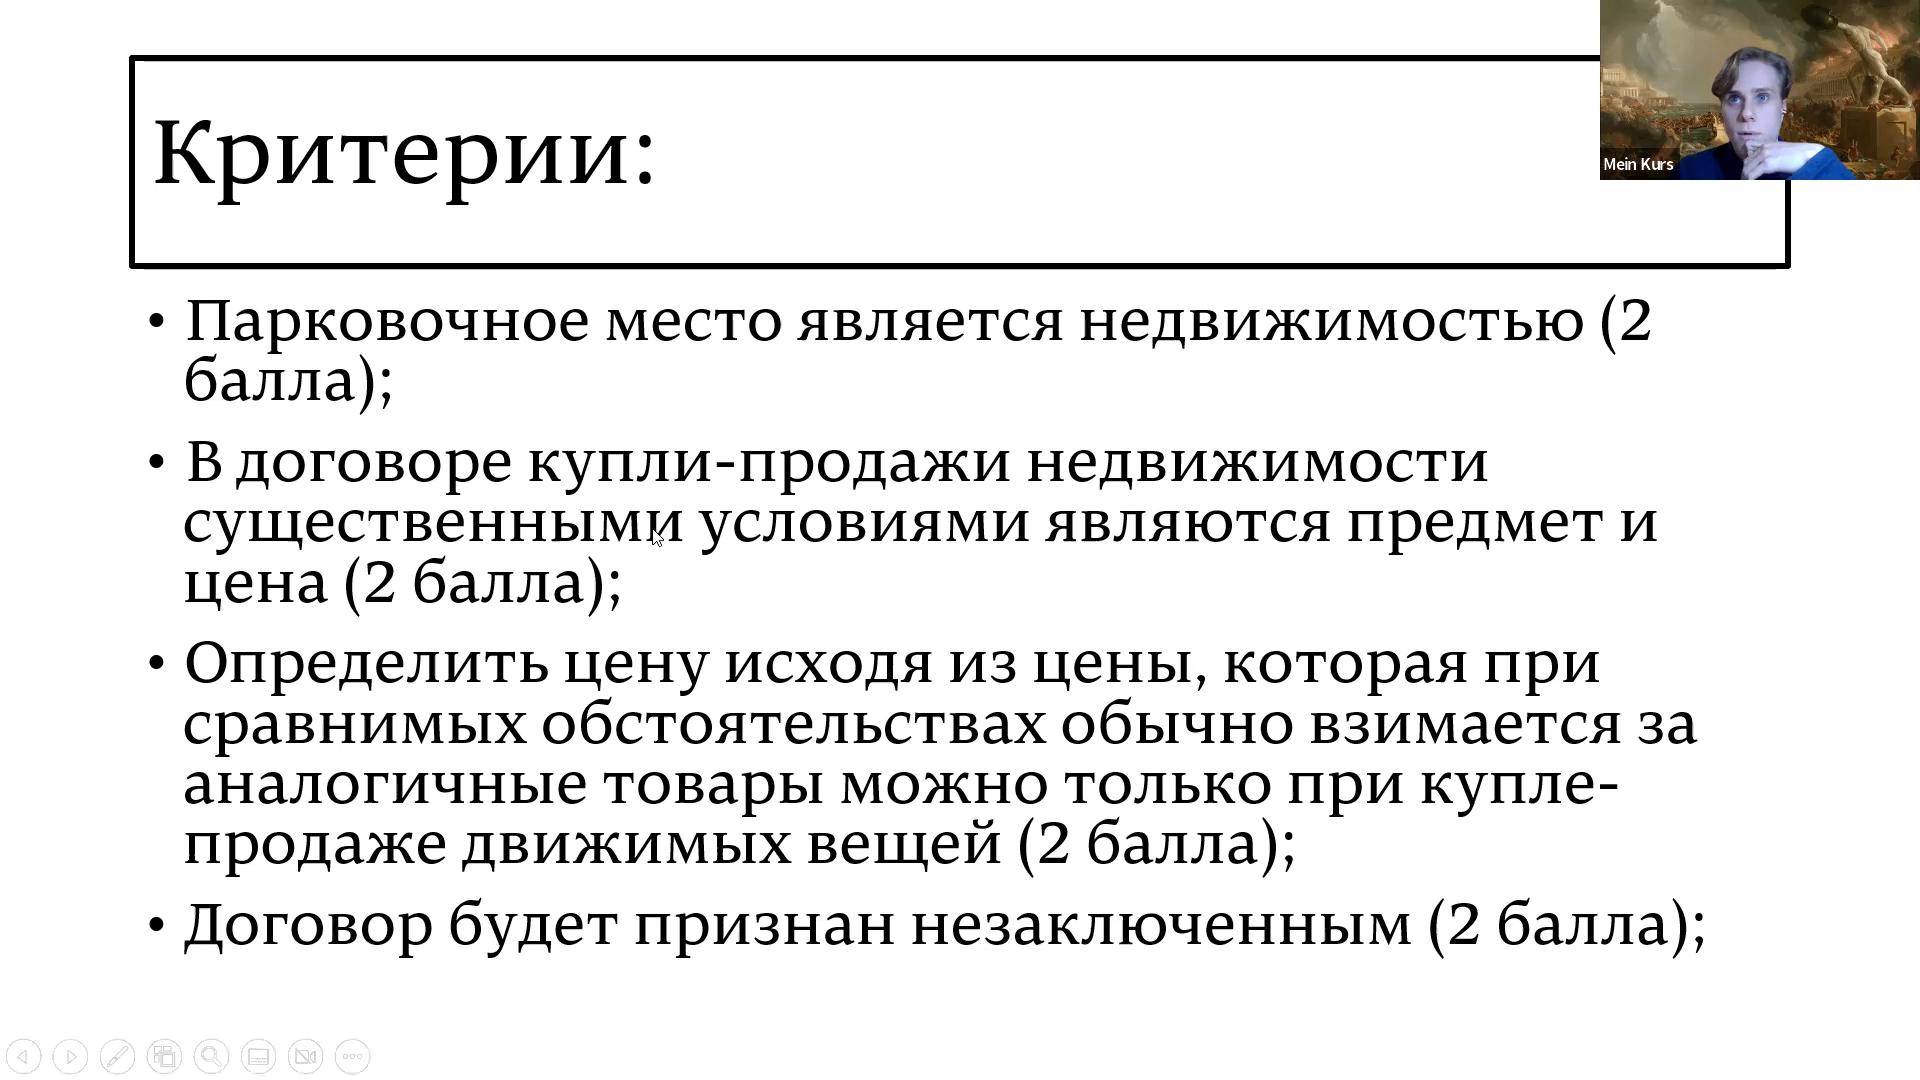 Критерии:
Mein Kurs
• Парковочное место является недвижимостью (2
балла);
• В договоре купли-продажи недвижимости
существенными условиями являются предмет и
цена (2 балла);
• Определить цену исходя из цены, которая при
сравнимых обстоятельствах обычно взимается за
аналогичные товары можно только при купле-
продаже движимых вещей (2 балла);
• Договор будет признан незаключенным (2 балла);